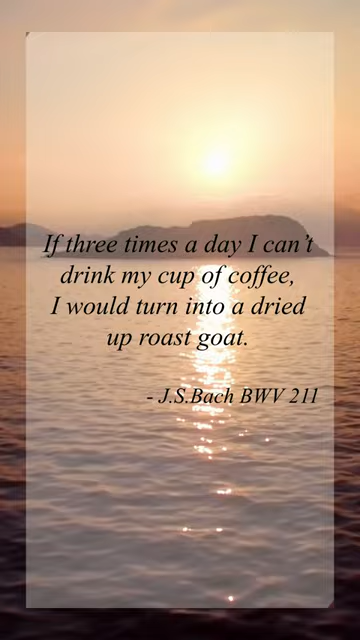 If three times a day I can't
drink my cup of coffee,
I would turn into a dried
up roast goat.
- J.S.Bach BWV 211